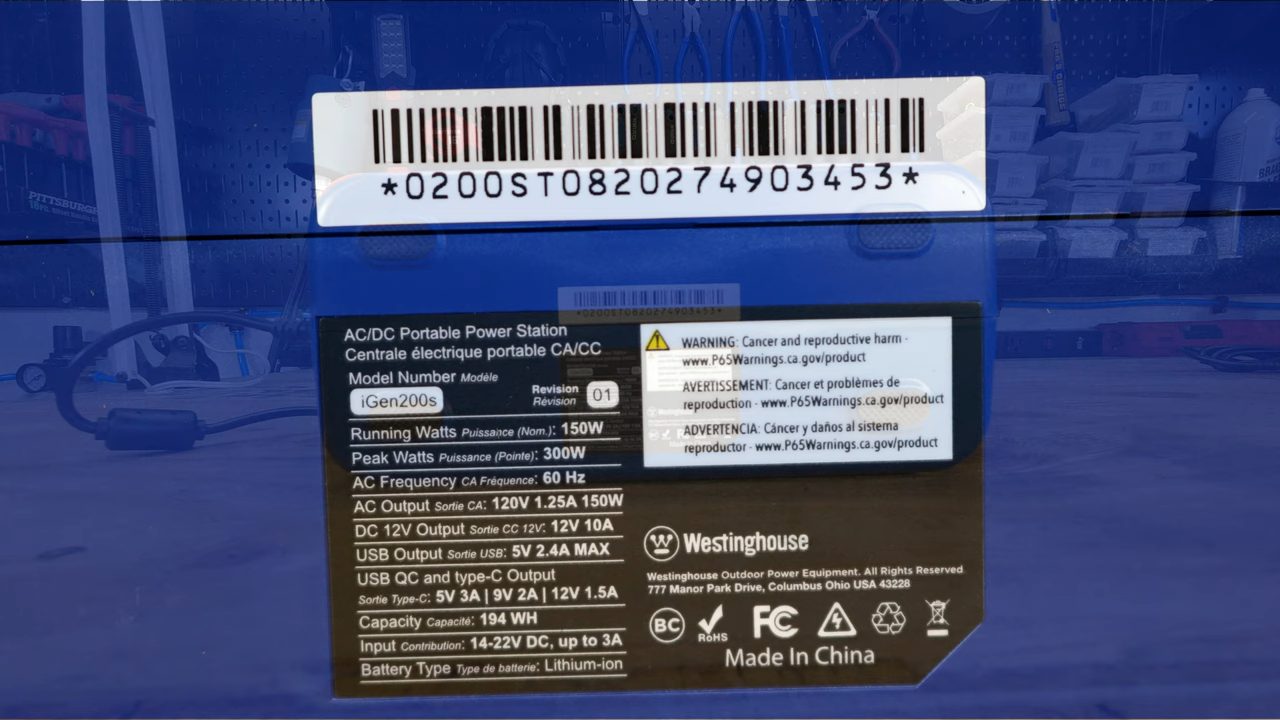 *0200ST0820274903453*
AC/DC Portable Power Station
Centrale électrique portable CA/CC
Model Number Modèle
iGen200s
Revision
Révision
01
Running Watts Puissance (Nom.): 150W
Peak Watts Puissance (Pointe): 300W
AC Frequency CA Fréquence: 60 Hz
AC Output Sortie CA: 120V 1.25A 150W
DC 12V Output Sortie CC 12V: 12V 10A
USB Output Sortie USB: 5V 2.4A MAX
USB QC and type-C Output
Sortie Type-C: 5V 3A | 9V 2A | 12V 1.5A
Capacity Capacité: 194 WH
Input Contribution: 14-22V DC, up to 3A
Battery Type Type de batterie: Lithium-ion
WARNING: Cancer and reproductive harm -
www.P65Warnings.ca.gov/product
AVERTISSEMENT: Cancer et problèmes de
reproduction - www.P65Warnings.ca.gov/product
ADVERTENCIA: Cáncer y daños al sistema
reproductor - www.P65Warnings.ca.gov/product
W Westinghouse
Westinghouse Outdoor Power Equipment. All Rights Reserved
777 Manor Park Drive, Columbus Ohio USA 43228
BC
RoHS
FC
Made In China
PITTSBURGH
*0200ST0820274903453*